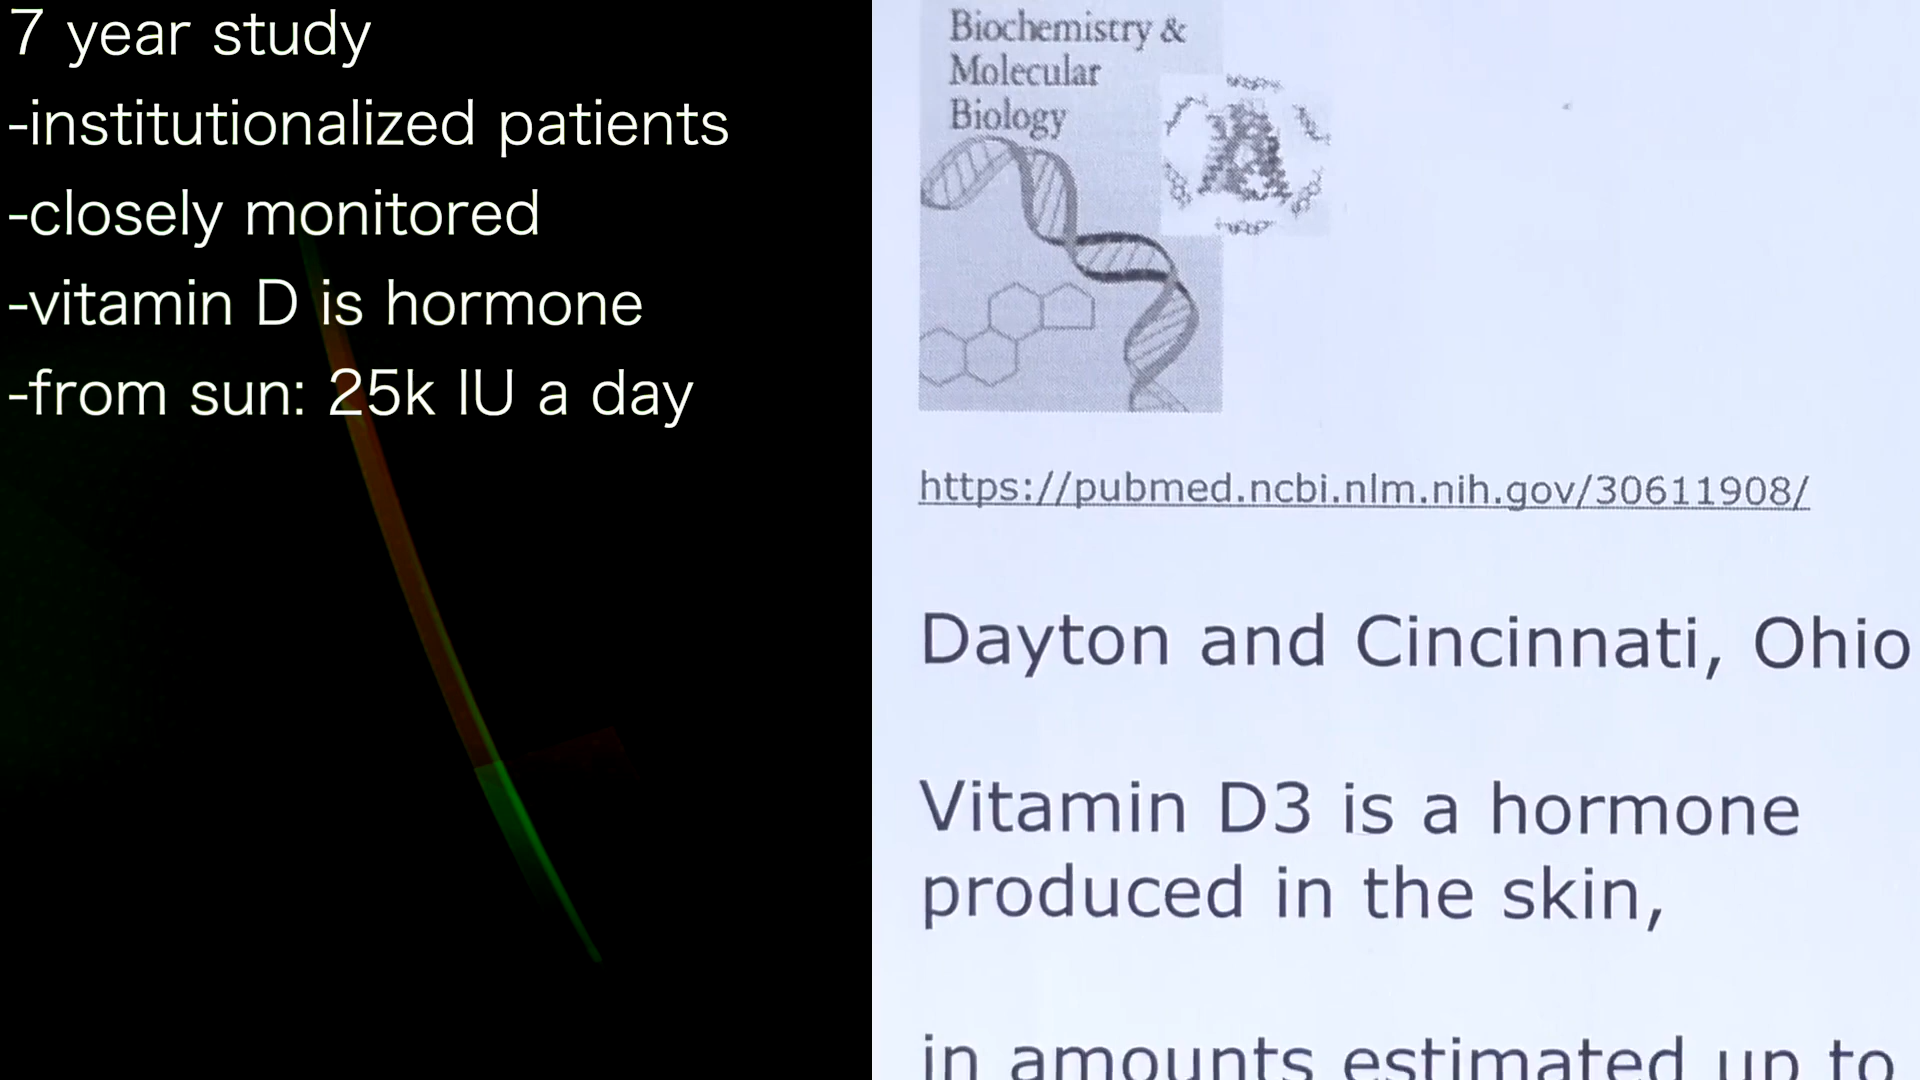 7 year study
-institutionalized patients
-closely monitored
-vitamin D is hormone
-from sun: 25k IU a day
Biochemistry &
Molecular
Biology
https://pubmed.ncbi.nlm.nih.gov/30611908/
Dayton and Cincinnati, Ohio
Vitamin D3 is a hormone
produced in the skin,
in amounts estimated up to